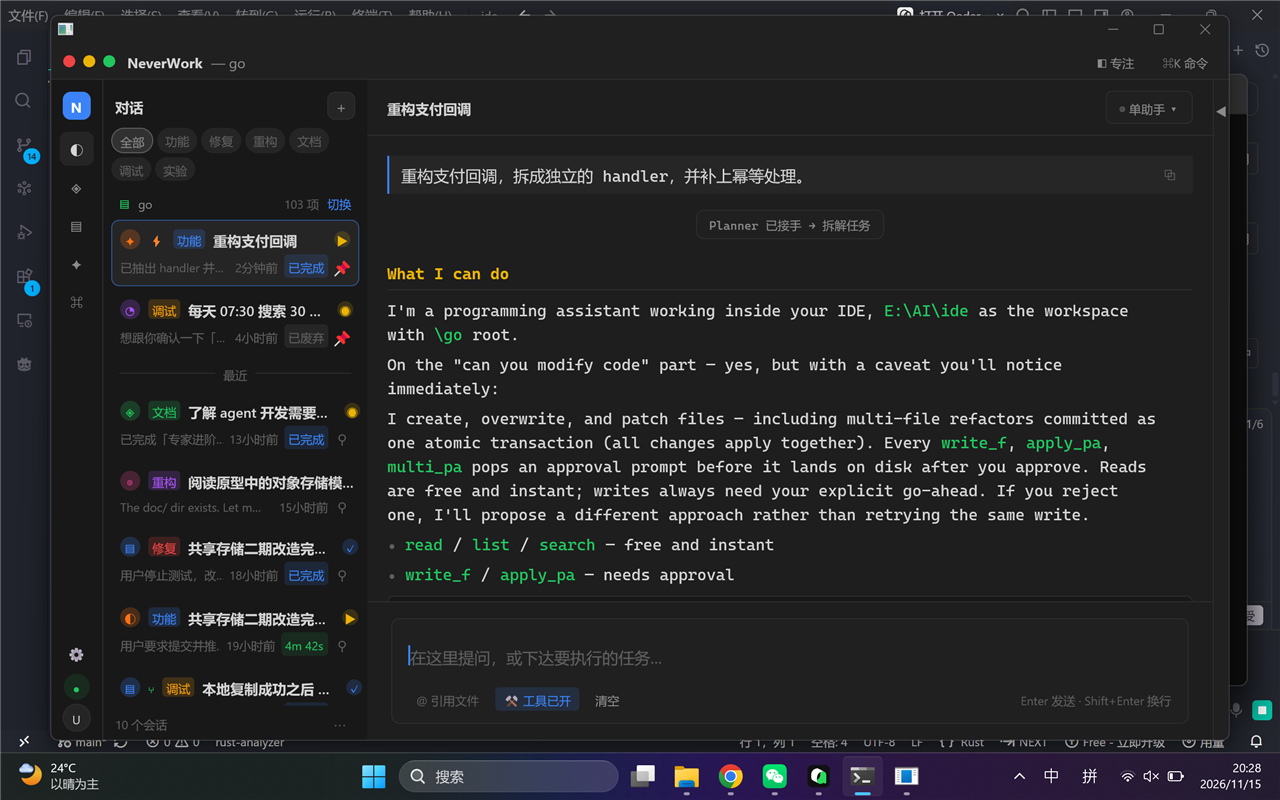 文件(F)
NeverWork — go
专注
⌘K 命令
N
对话
+
全部
功能
修复
重构
文档
调试
实验
go
103 项
切换
功能 重构支付回调
已抽出 handler 并... 2分钟前 已完成
调试 每天 07:30 搜索 30 ...
想跟你确认一下「... 4小时前 已废弃
最近
文档 了解 agent 开发需要...
已完成「专家进阶.. 13小时前 已完成
重构 阅读原型中的对象存储模...
The doc/ dir exists. Let m... 15小时前
修复 共享存储二期改造完...
用户停止测试，改.. 18小时前 已完成
功能 共享存储二期改造完...
用户要求提交并推.. 19小时前 4m 42s
调试 本地复制成功之后 ...
10 个会话
...
U
14
1
重构支付回调
单助手
重构支付回调，拆成独立的 handler，并补上幂等处理。
Planner 已接手 → 拆解任务
What I can do
I'm a programming assistant working inside your IDE, E:\AI\ide as the workspace
with \go root.
On the "can you modify code" part — yes, but with a caveat you'll notice
immediately:
I create, overwrite, and patch files — including multi-file refactors committed as
one atomic transaction (all changes apply together). Every write_f, apply_pa,
multi_pa pops an approval prompt before it lands on disk after you approve. Reads
are free and instant; writes always need your explicit go-ahead. If you reject
one, I'll propose a different approach rather than retrying the same write.
• read / list / search — free and instant
• write_f / apply_pa — needs approval
在这里提问，或下达要执行的任务...
@ 引用文件
工具已开
清空
Enter 发送 · Shift+Enter 换行
1/6
main*
0 0
rust-analyzer
行 1，列 1
空格: 4
UTF-8
LF
Rust
NEXT
Free - 立即升级
用量
24°C
以晴为主
搜索
中
拼
20:28
2026/11/15